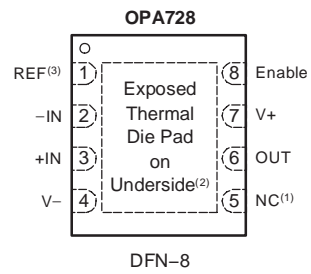 OPA728
REF(3) 1 8 Enable
−IN 2 7 V+
+IN 3 6 OUT
V− 4 5 NC(1)
Exposed
Thermal
Die Pad
on
Underside(2)
DFN−8